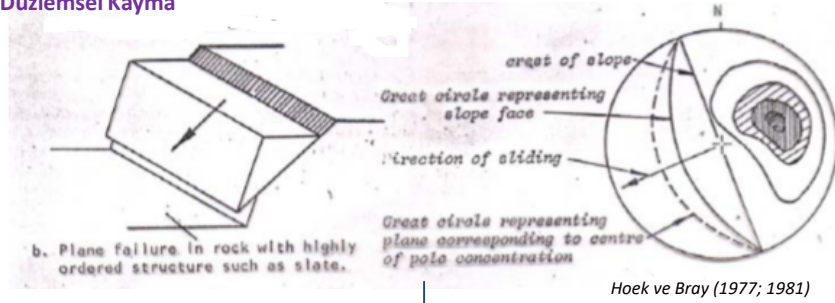 Düzlemsel Kayma
N
crest of slope
Great circle representing
slope face
Direction of sliding
Great circle representing
plane corresponding to centre
of pole concentration
b. Plane failure in rock with highly
ordered structure such as slate.
Hoek ve Bray (1977; 1981)